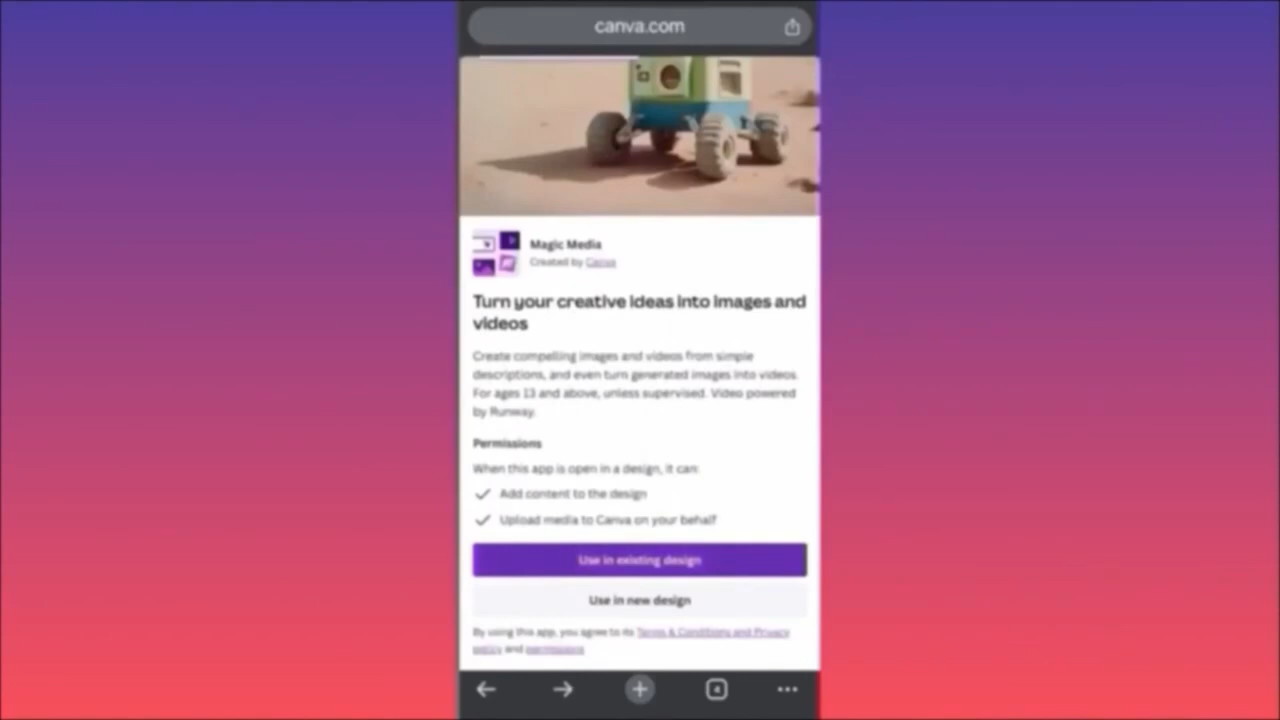 canva.com
Magic Media
Created by Canva
Turn your creative ideas into images and
videos
Create compelling images and videos from simple
descriptions, and even turn generated images into videos.
For ages 13 and above, unless supervised. Video powered
by Runway.
Permissions
When this app is open in a design, it can:
Add content to the design
Upload media to Canva on your behalf
Use in existing design
Use in new design
By using this app, you agree to its Terms & Conditions and Privacy
policy and permissions